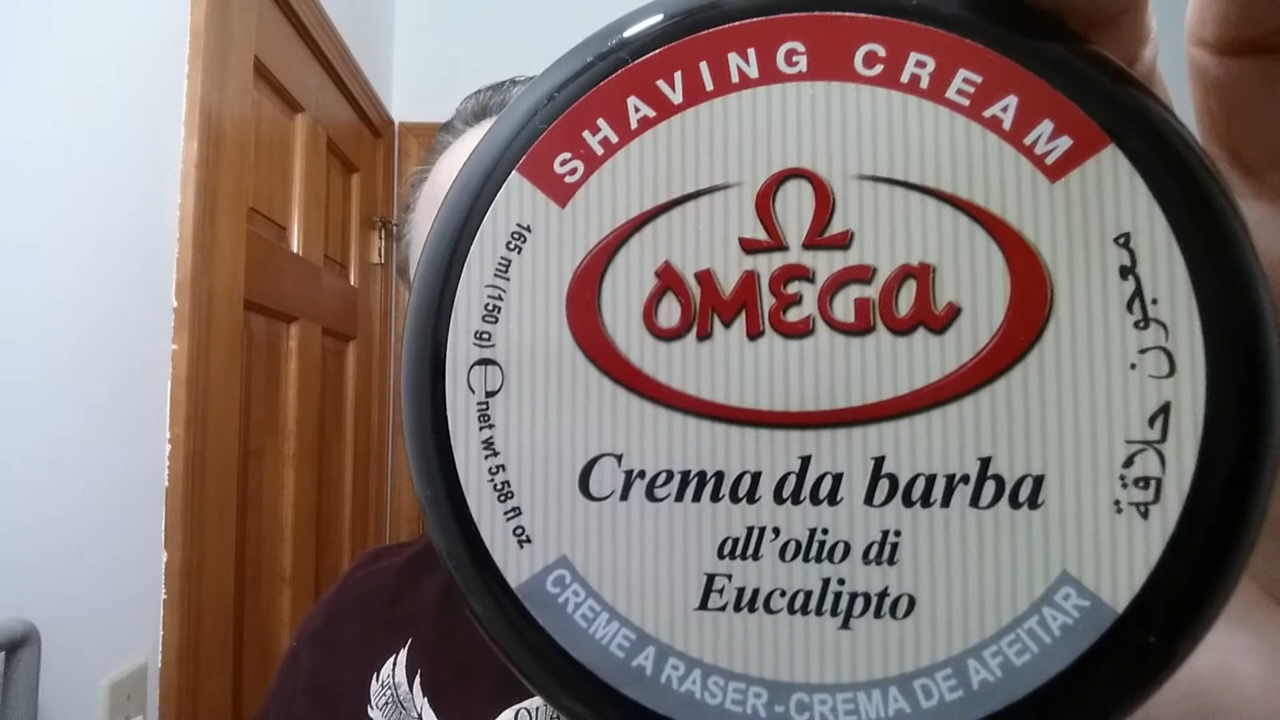 SHAVING CREAM
Ω
OMEGA
165 ml (150 g) e net wt 5,58 fl oz
معجون حلاقة
Crema da barba
all'olio di
Eucalipto
CREME A RASER - CREMA DE AFEITAR